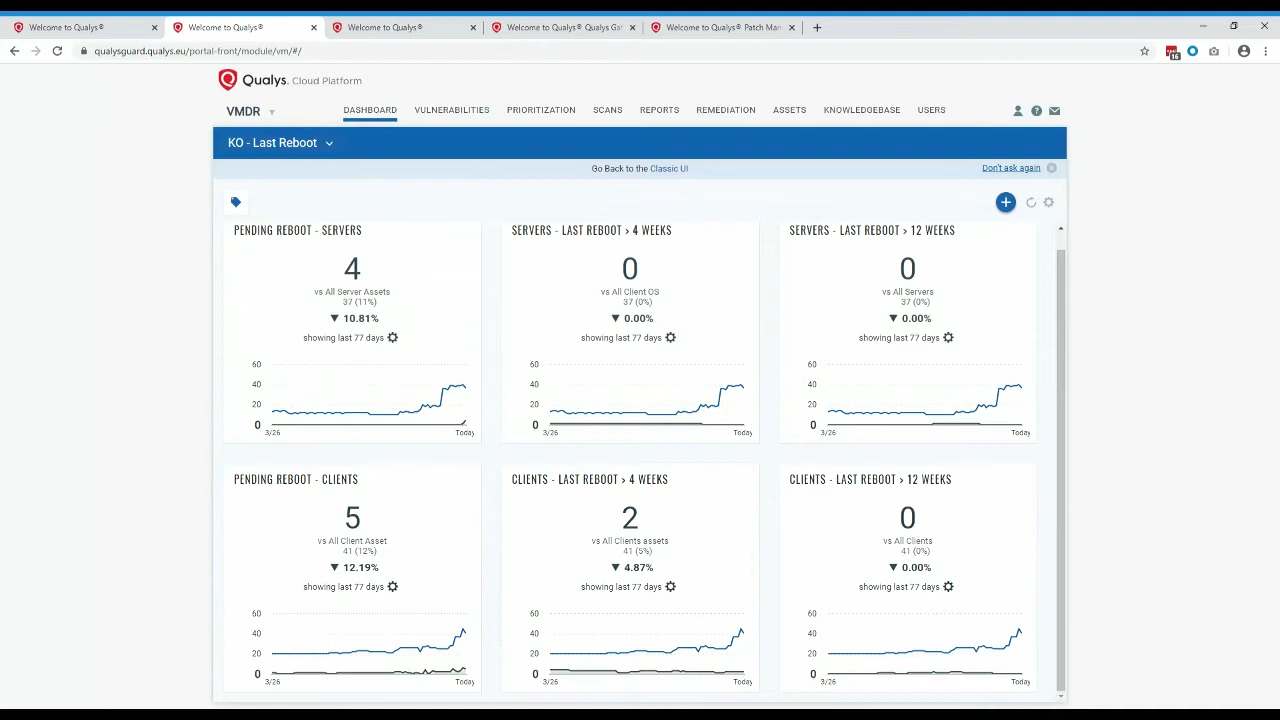 Welcome to Qualys®
Welcome to Qualys®
Welcome to Qualys®
Welcome to Qualys® Qualys Gat
Welcome to Qualys® Patch Man
qualysguard.qualys.eu/portal-front/module/vm/#/
16
Qualys. Cloud Platform
VMDR
DASHBOARD VULNERABILITIES PRIORITIZATION SCANS REPORTS REMEDIATION ASSETS KNOWLEDGEBASE USERS
KO - Last Reboot
Go Back to the Classic UI
Don't ask again
PENDING REBOOT - SERVERS
4
vs All Server Assets
37 (11%)
▼ 10.81%
showing last 77 days
60
40
20
0
3/26 Today
SERVERS - LAST REBOOT > 4 WEEKS
0
vs All Client OS
37 (0%)
▼ 0.00%
showing last 77 days
60
40
20
0
3/26 Today
SERVERS - LAST REBOOT > 12 WEEKS
0
vs All Servers
37 (0%)
▼ 0.00%
showing last 77 days
60
40
20
0
3/26 Today
PENDING REBOOT - CLIENTS
5
vs All Client Asset
41 (12%)
▼ 12.19%
showing last 77 days
60
40
20
0
3/26 Today
CLIENTS - LAST REBOOT > 4 WEEKS
2
vs All Clients assets
41 (5%)
▼ 4.87%
showing last 77 days
60
40
20
0
3/26 Today
CLIENTS - LAST REBOOT > 12 WEEKS
0
vs All Clients
41 (0%)
▼ 0.00%
showing last 77 days
60
40
20
0
3/26 Today